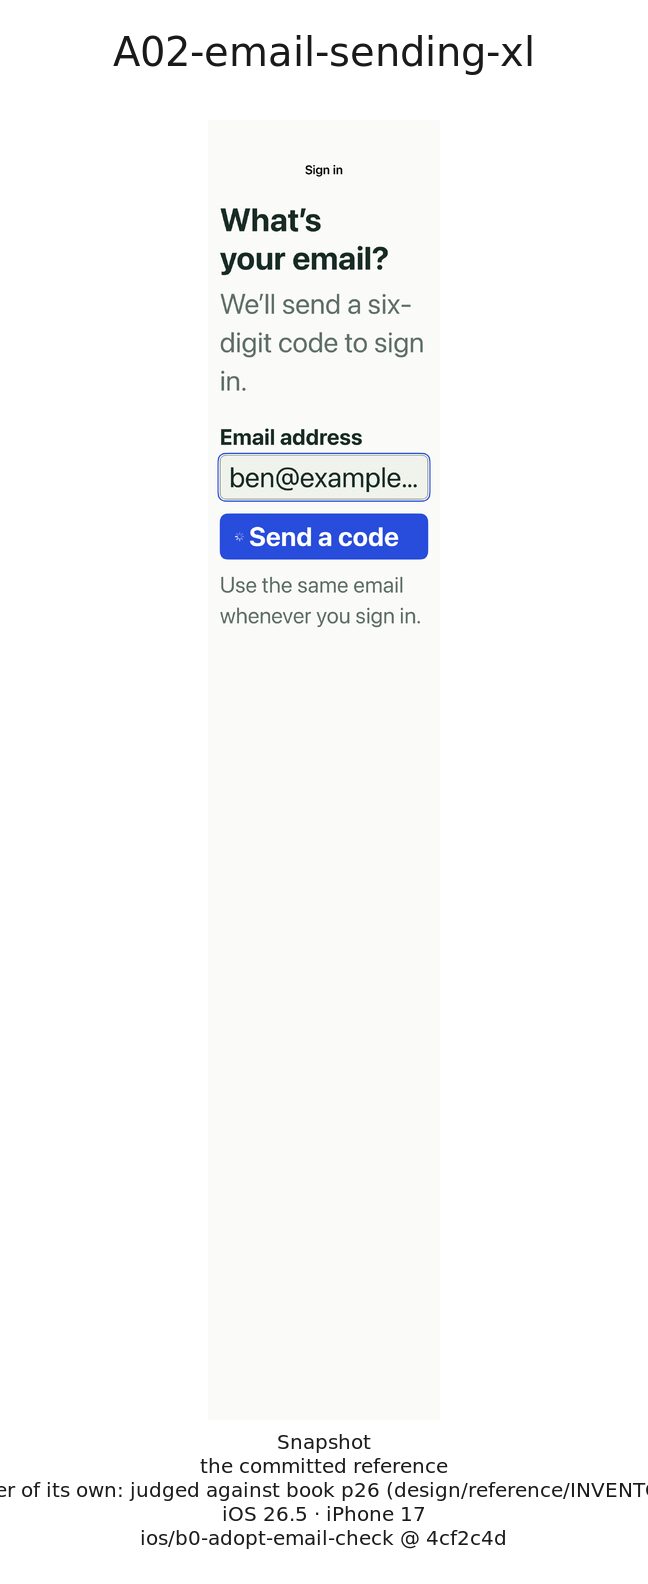 A02-email-sending-xl
Sign in
What’s
your email?
We’ll send a six-
digit code to sign
in.
Email address
ben@example…
Send a code
Use the same email
whenever you sign in.
Snapshot
the committed reference
of its own: judged against book p26 (design/reference/
iOS 26.5 · iPhone 17
ios/b0-adopt-email-check @ 4cf2c4d